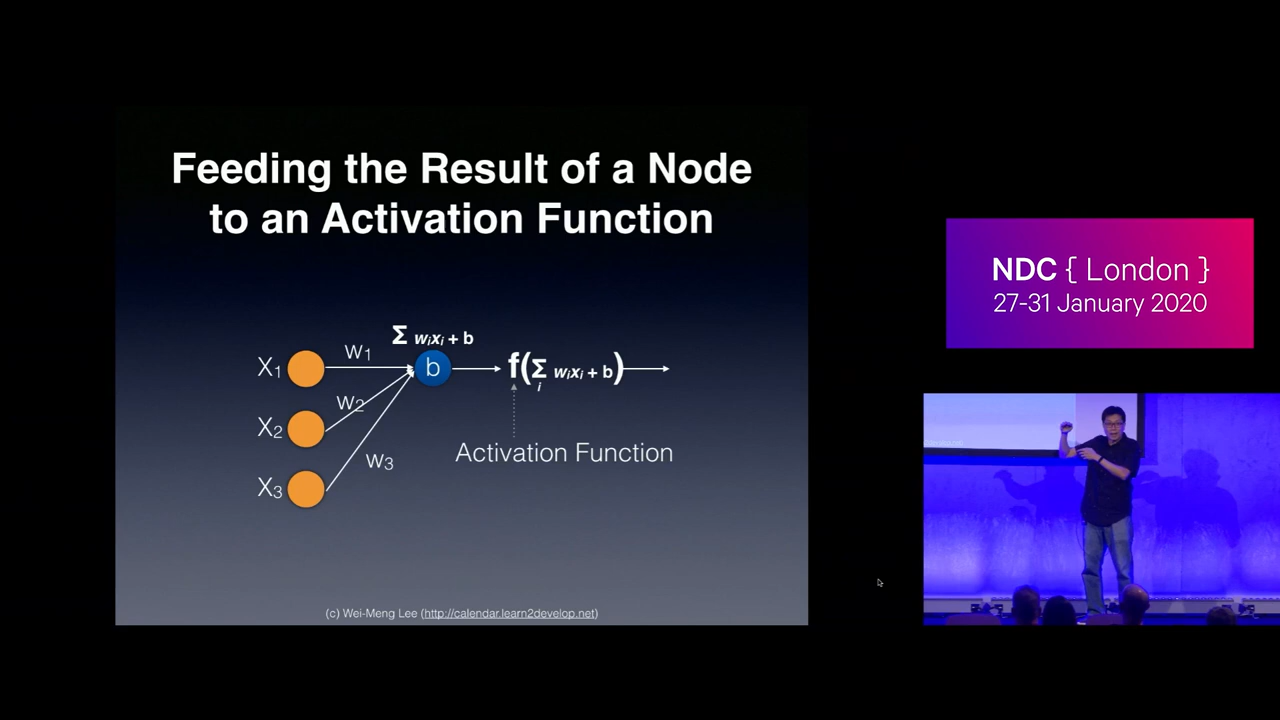 Feeding the Result of a Node
to an Activation Function
Σ wᵢxᵢ + b
X₁
W₁
b
f(Σ wᵢxᵢ + b)
i
W₂
X₂
Activation Function
W₃
X₃
(c) Wei-Meng Lee (http://calendar.learn2develop.net)
NDC { London }
27-31 January 2020